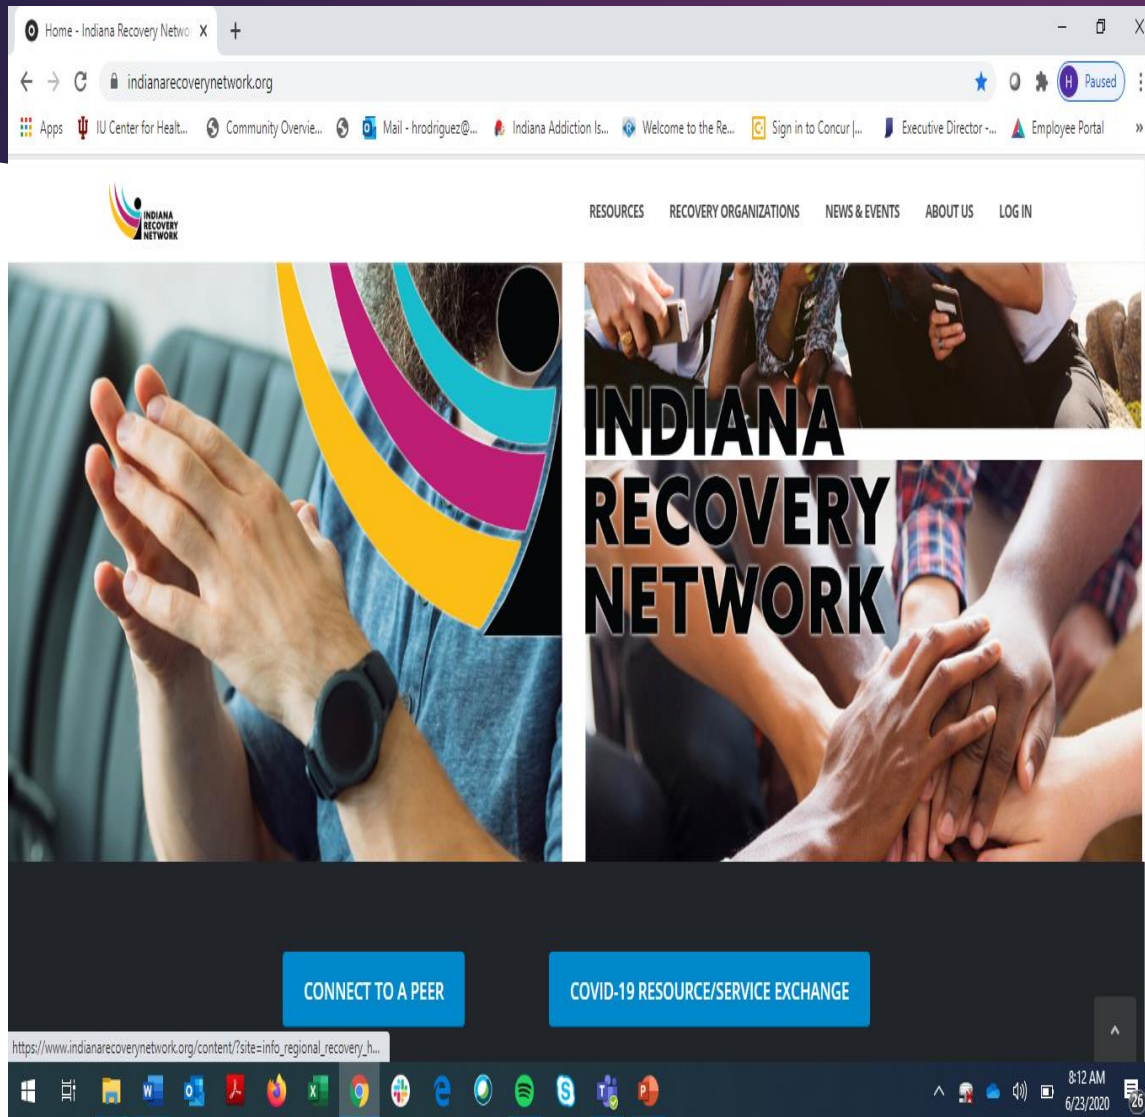 Home - Indiana Recovery Netwo
indianarecoverynetwork.org
H Paused
Apps IU Center for Healt... Community Overvie... Mail - hrodriguez@... Indiana Addiction Is... Welcome to the Re... Sign in to Concur |... Executive Director -... Employee Portal »
INDIANA
RECOVERY
NETWORK
RESOURCES RECOVERY ORGANIZATIONS NEWS & EVENTS ABOUT US LOG IN
INDIANA
RECOVERY
NETWORK
CONNECT TO A PEER COVID-19 RESOURCE/SERVICE EXCHANGE
https://www.indianarecoverynetwork.org/content/?site=info_regional_recovery_h...
8:12 AM
6/23/2020